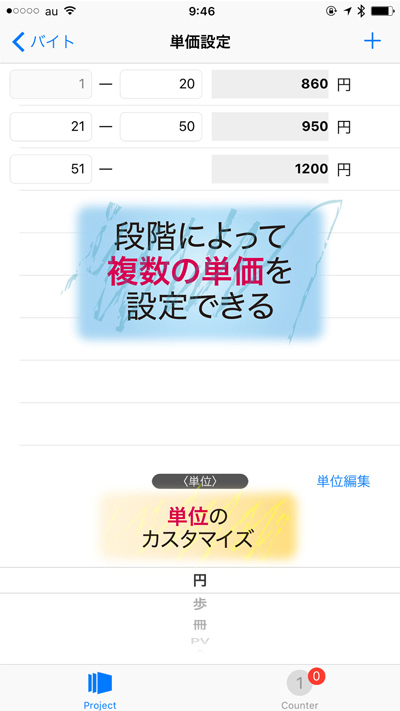 au 9:46
バイト 単価設定 +
1 — 20 860 円
21 — 50 950 円
51 — 1200 円
段階によって
複数の単価を
設定できる
〈単位〉 単位編集
単位の
カスタマイズ
円
歩
冊
PV
1 0
Project Counter